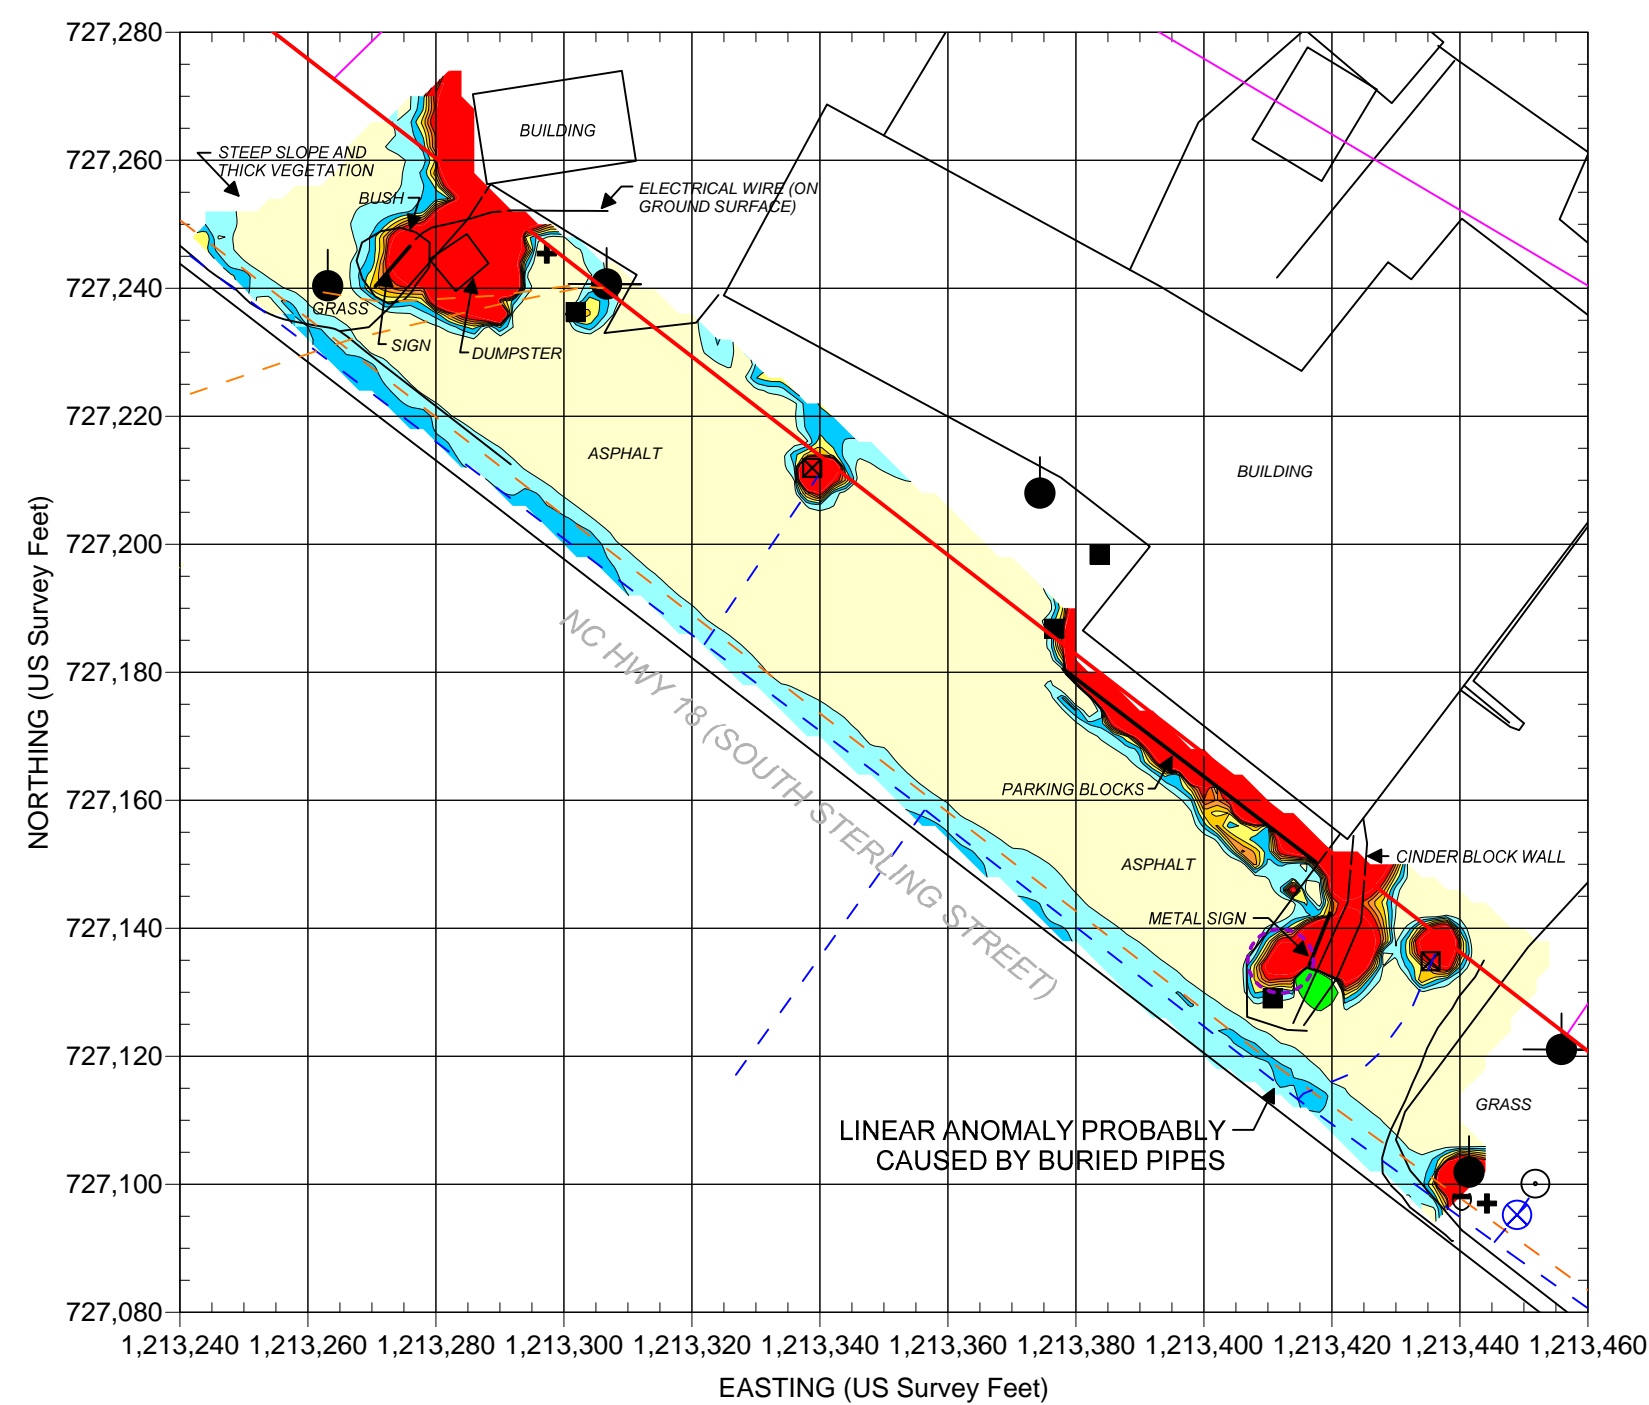 727,280
BUILDING
STEEP SLOPE AND
THICK VEGETATION
727,260
BUSH
ELECTRICAL WIRE (ON
GROUND SURFACE)
727,240
GRASS
SIGN
DUMPSTER
727,220
ASPHALT
BUILDING
727,200
NC HWY 18 (SOUTH STERLING STREET)
727,180
PARKING BLOCKS
727,160
ASPHALT
CINDER BLOCK WALL
METAL SIGN
727,140
727,120
GRASS
LINEAR ANOMALY PROBABLY
CAUSED BY BURIED PIPES
727,100
727,080
NORTHING (US Survey Feet)
1,213,240 1,213,260 1,213,280 1,213,300 1,213,320 1,213,340 1,213,360 1,213,380 1,213,400 1,213,420 1,213,440 1,213,460
EASTING (US Survey Feet)